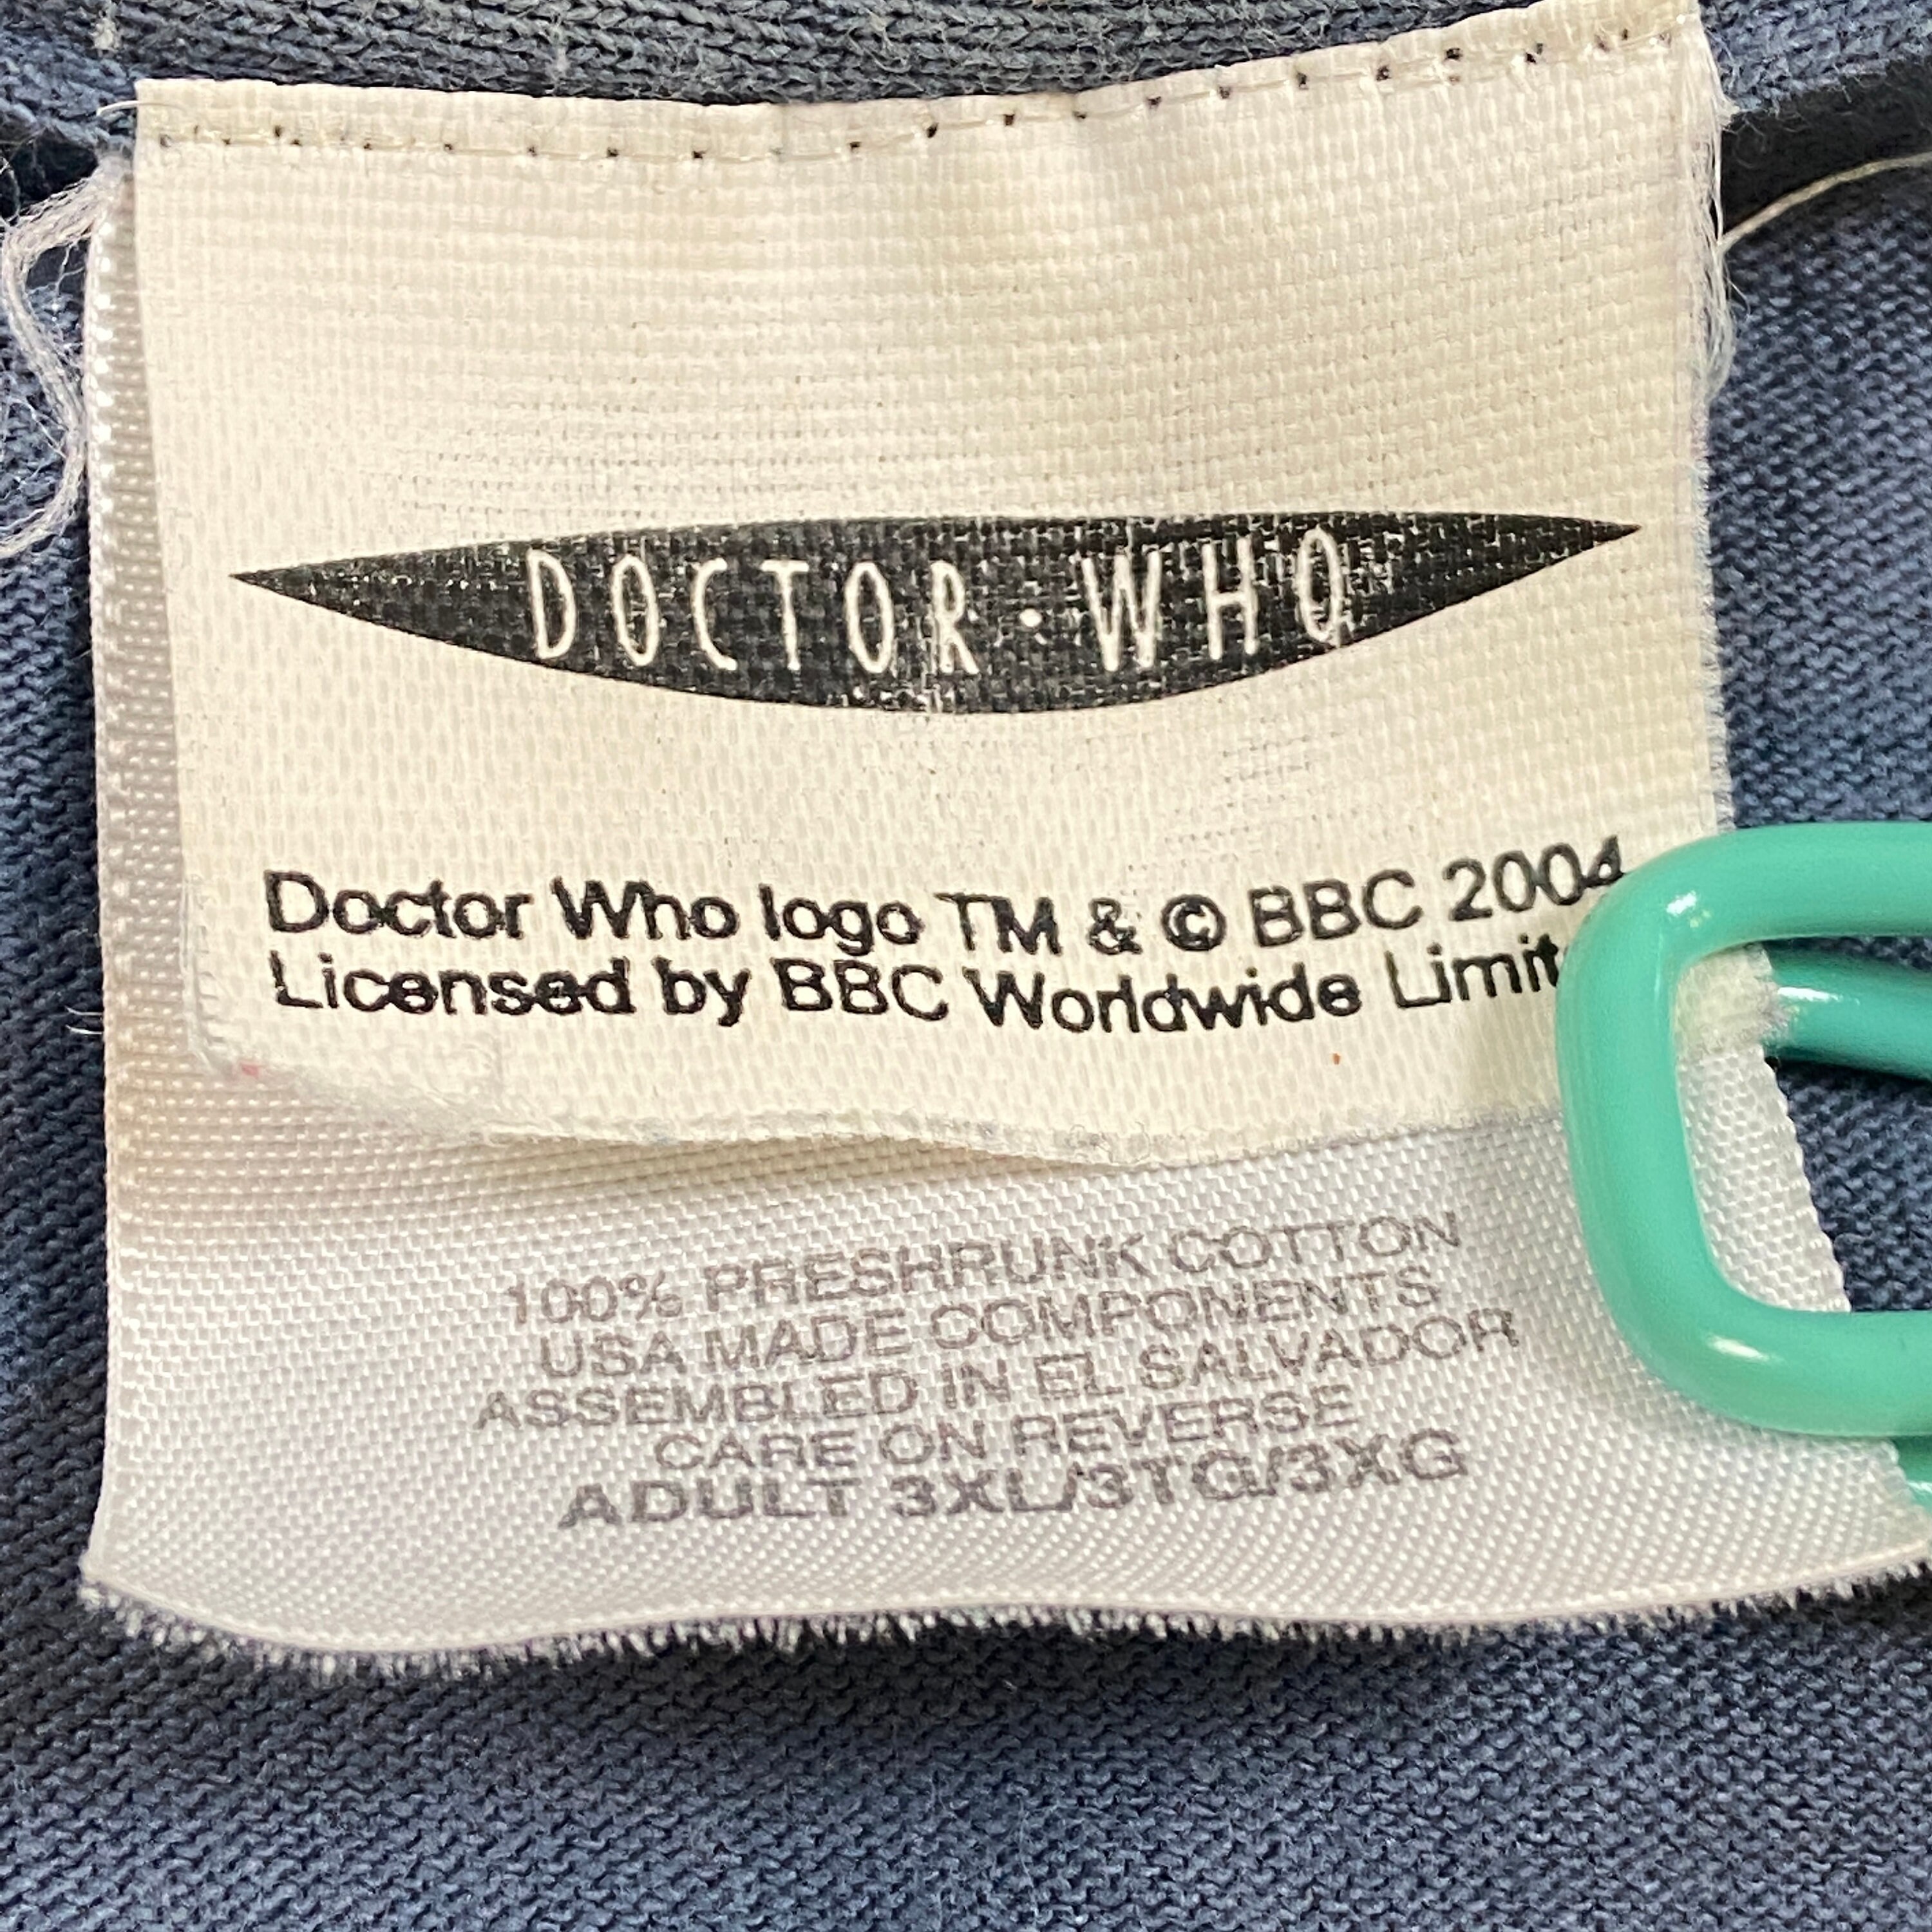 DOCTOR · WHO
Doctor Who logo TM & © BBC 2004
Licensed by BBC Worldwide
100% PRESHRUNK COTTON
USA MADE COMPONENTS
ASSEMBLED IN EL SALVADOR
CARE ON REVERSE
ADULT 3XL/3TG/3XG